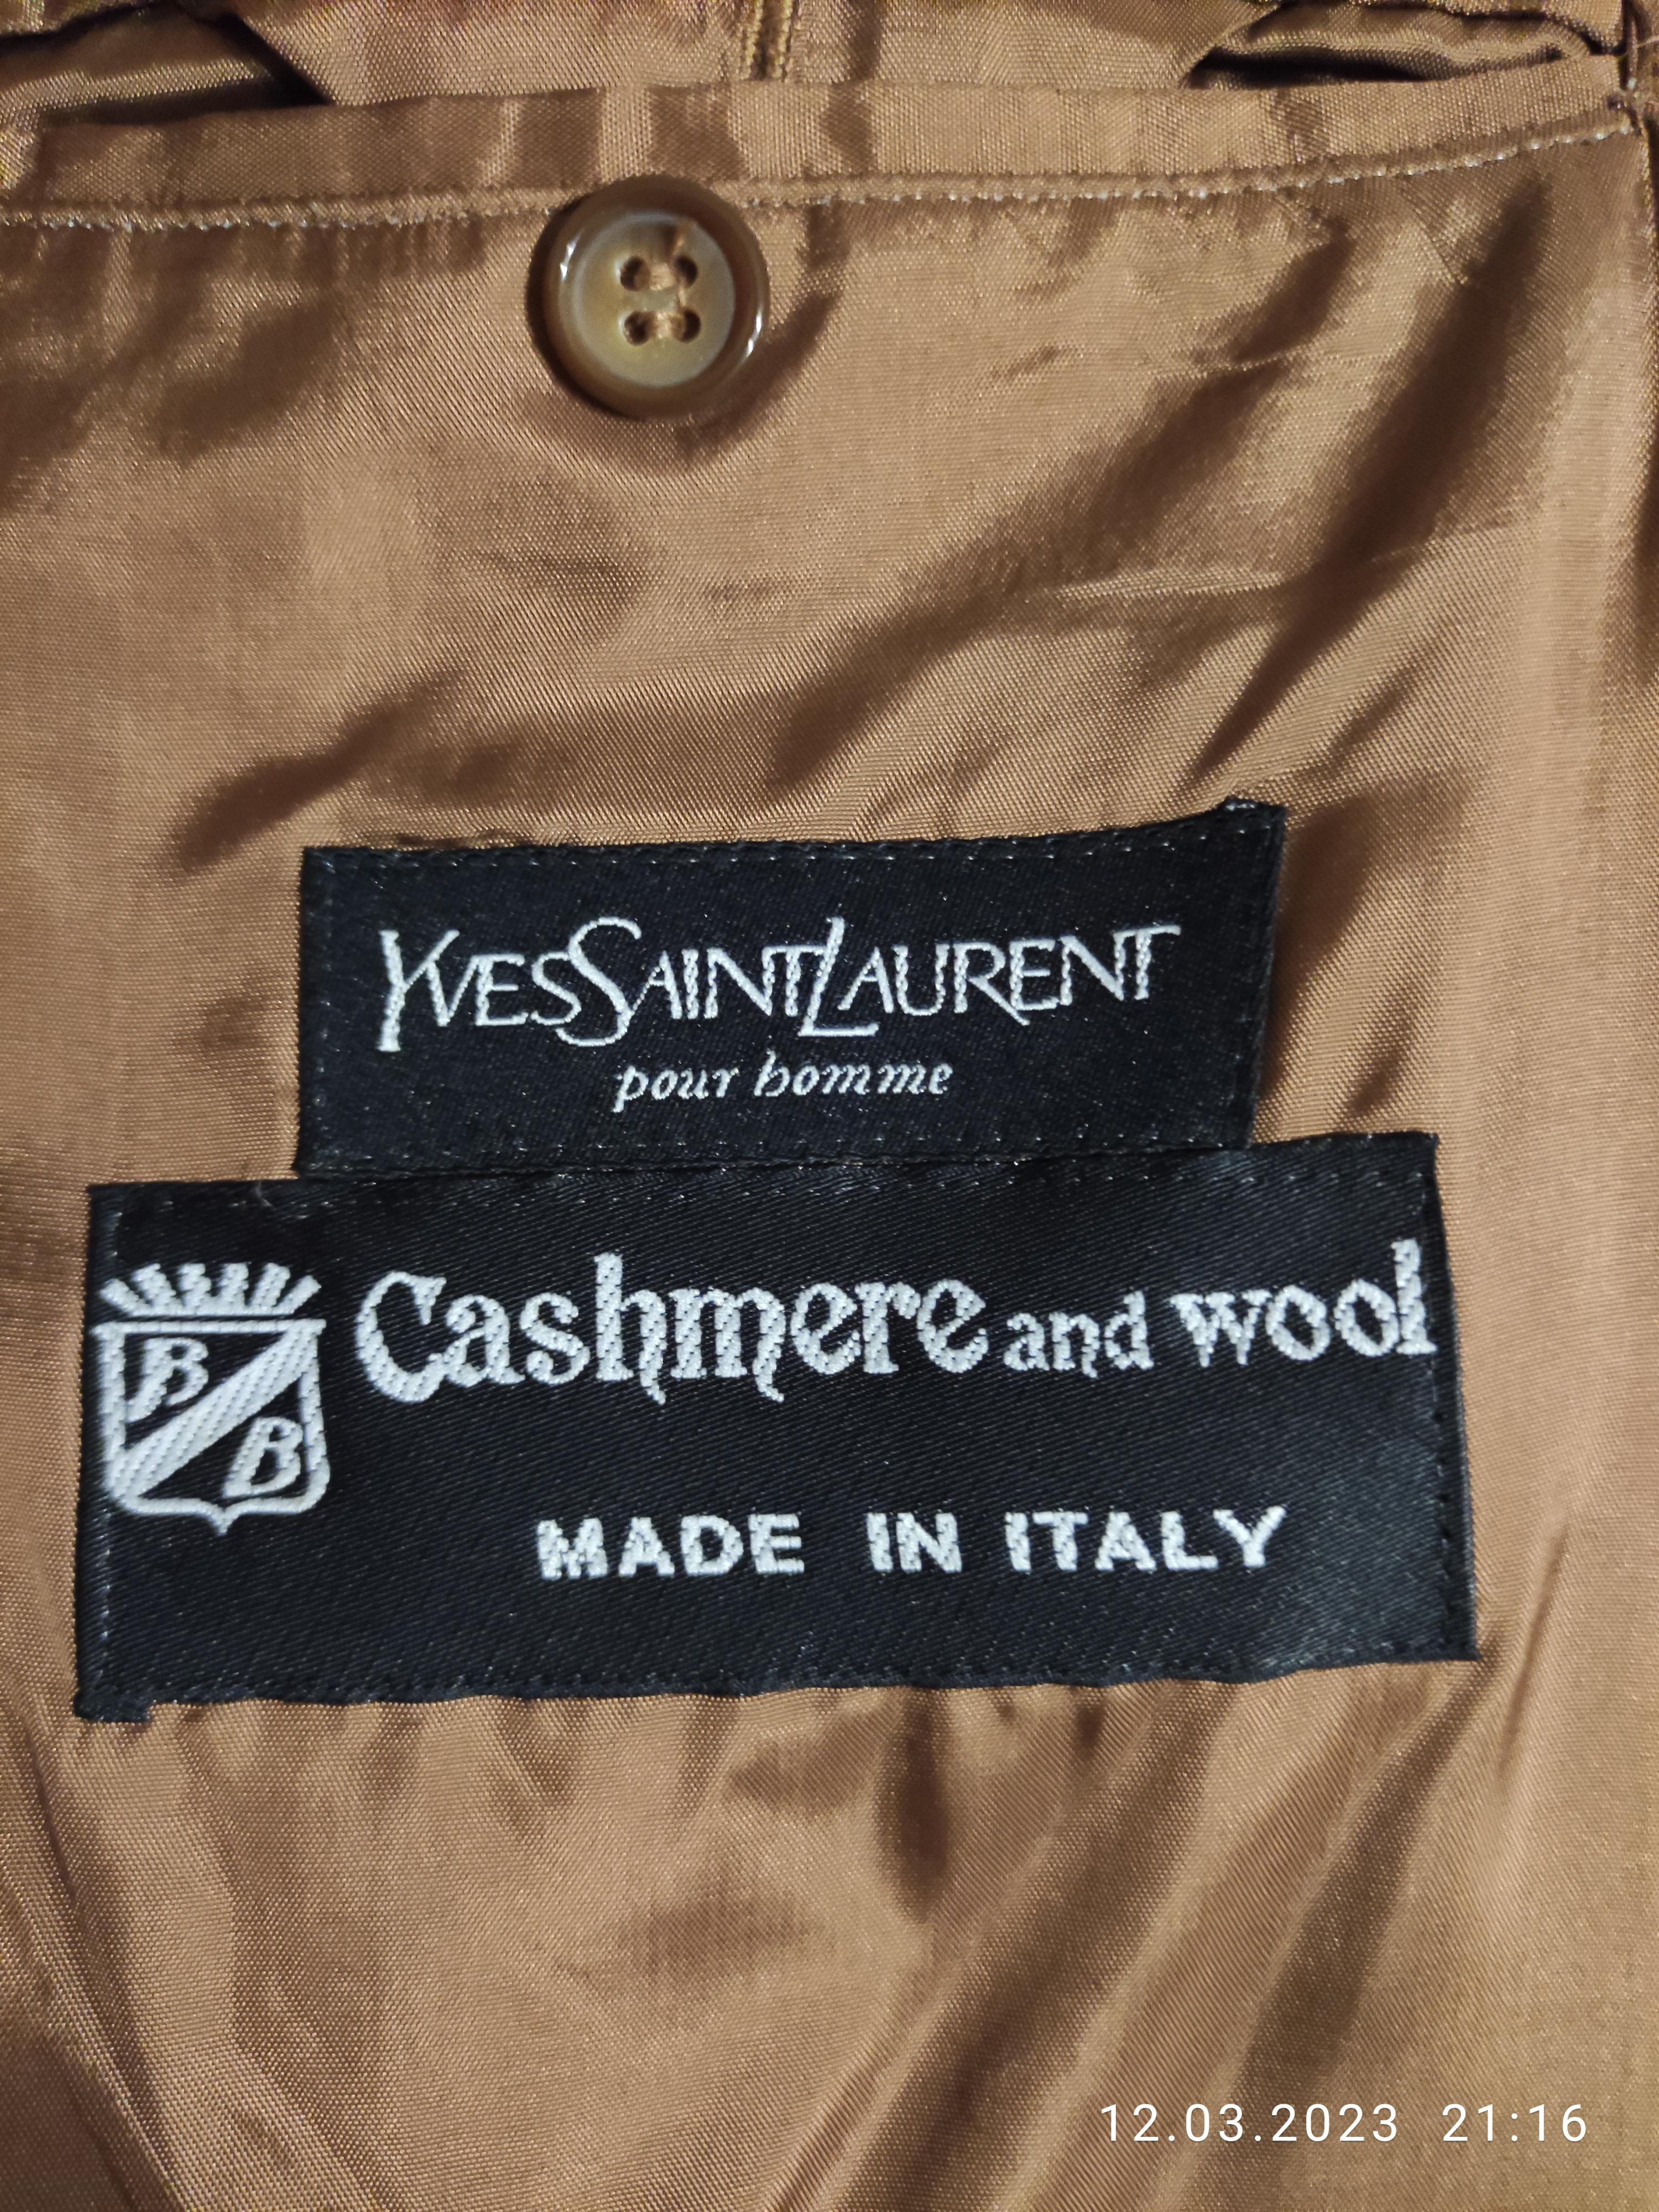 YVESSAINTLAURENT
pour homme
Cashmere and wool
B
B
MADE IN ITALY
12.03.2023 21:16